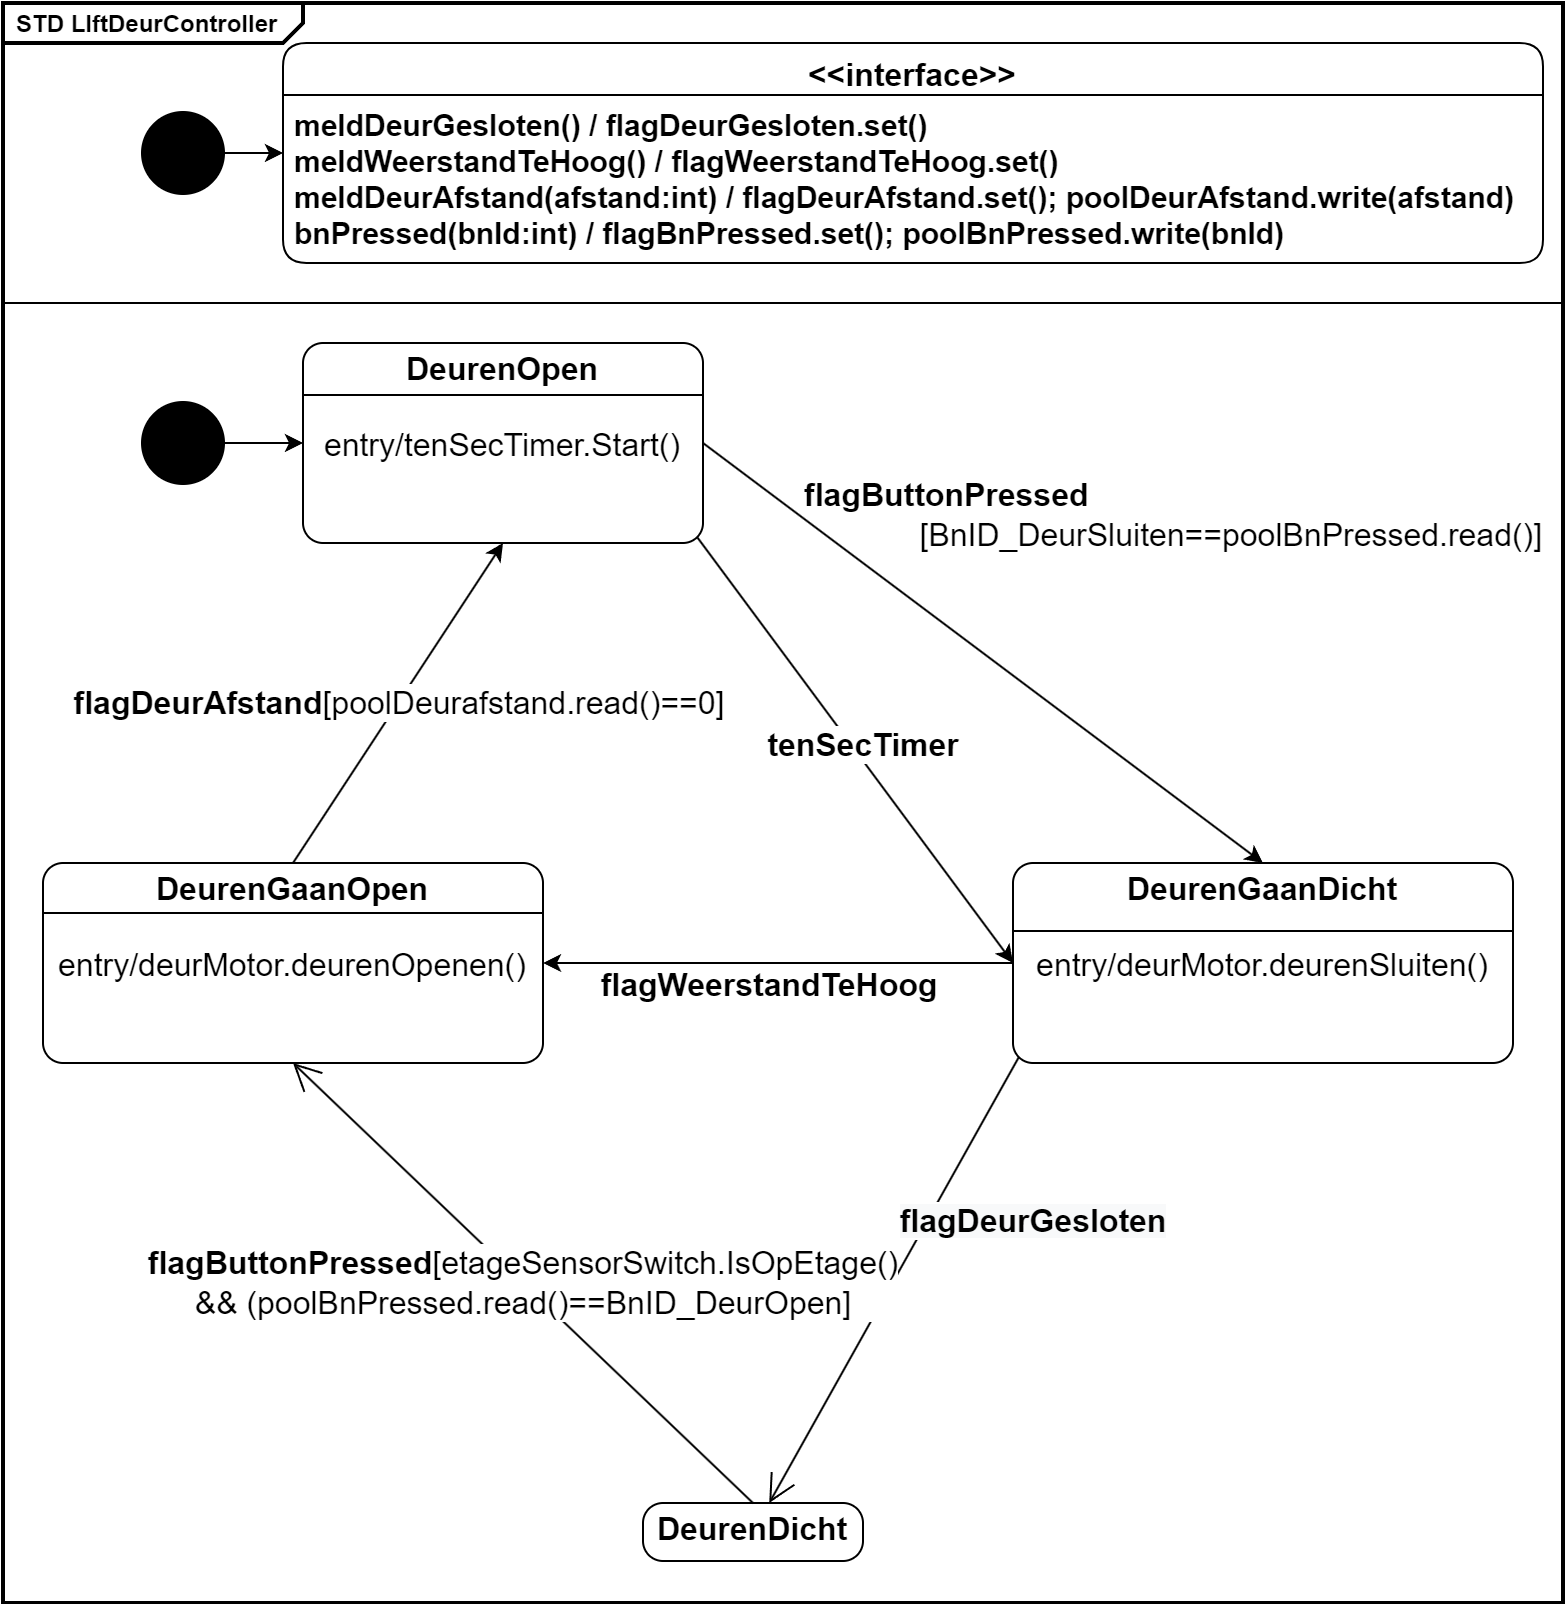 STD LIftDeurController
<<interface>>
meldDeurGesloten() / flagDeurGesloten.set()
meldWeerstandTeHoog() / flagWeerstandTeHoog.set()
meldDeurAfstand(afstand:int) / flagDeurAfstand.set(); poolDeurAfstand.write(afstand)
bnPressed(bnId:int) / flagBnPressed.set(); poolBnPressed.write(bnId)
DeurenOpen
entry/tenSecTimer.Start()
flagButtonPressed
[BnID_DeurSluiten==poolBnPressed.read()]
flagDeurAfstand[poolDeurafstand.read()==0]
tenSecTimer
DeurenGaanOpen
entry/deurMotor.deurenOpenen()
DeurenGaanDicht
entry/deurMotor.deurenSluiten()
flagWeerstandTeHoog
flagDeurGesloten
flagButtonPressed[etageSensorSwitch.IsOpEtage()
&& (poolBnPressed.read()==BnID_DeurOpen]
DeurenDicht